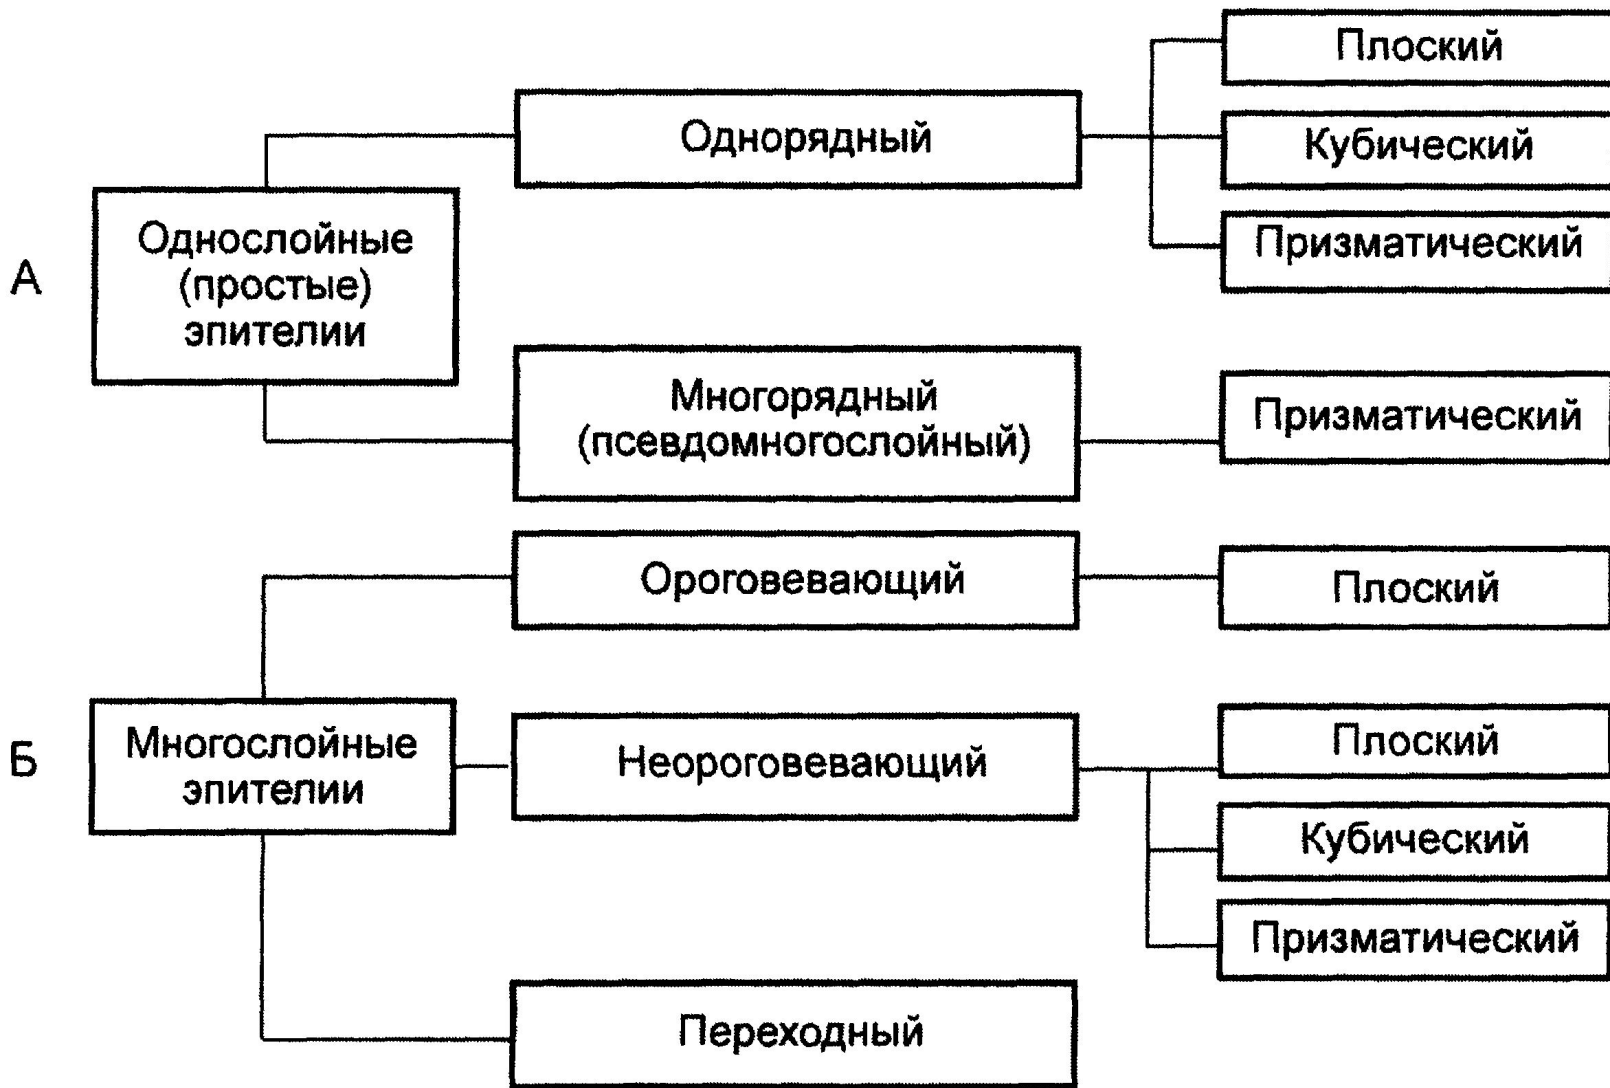 А
Однослойные
(простые)
эпителии
Однорядный
Плоский
Кубический
Призматический
Многорядный
(псевдомногослойный)
Призматический
Б
Многослойные
эпителии
Ороговевающий
Плоский
Неороговевающий
Плоский
Кубический
Призматический
Переходный